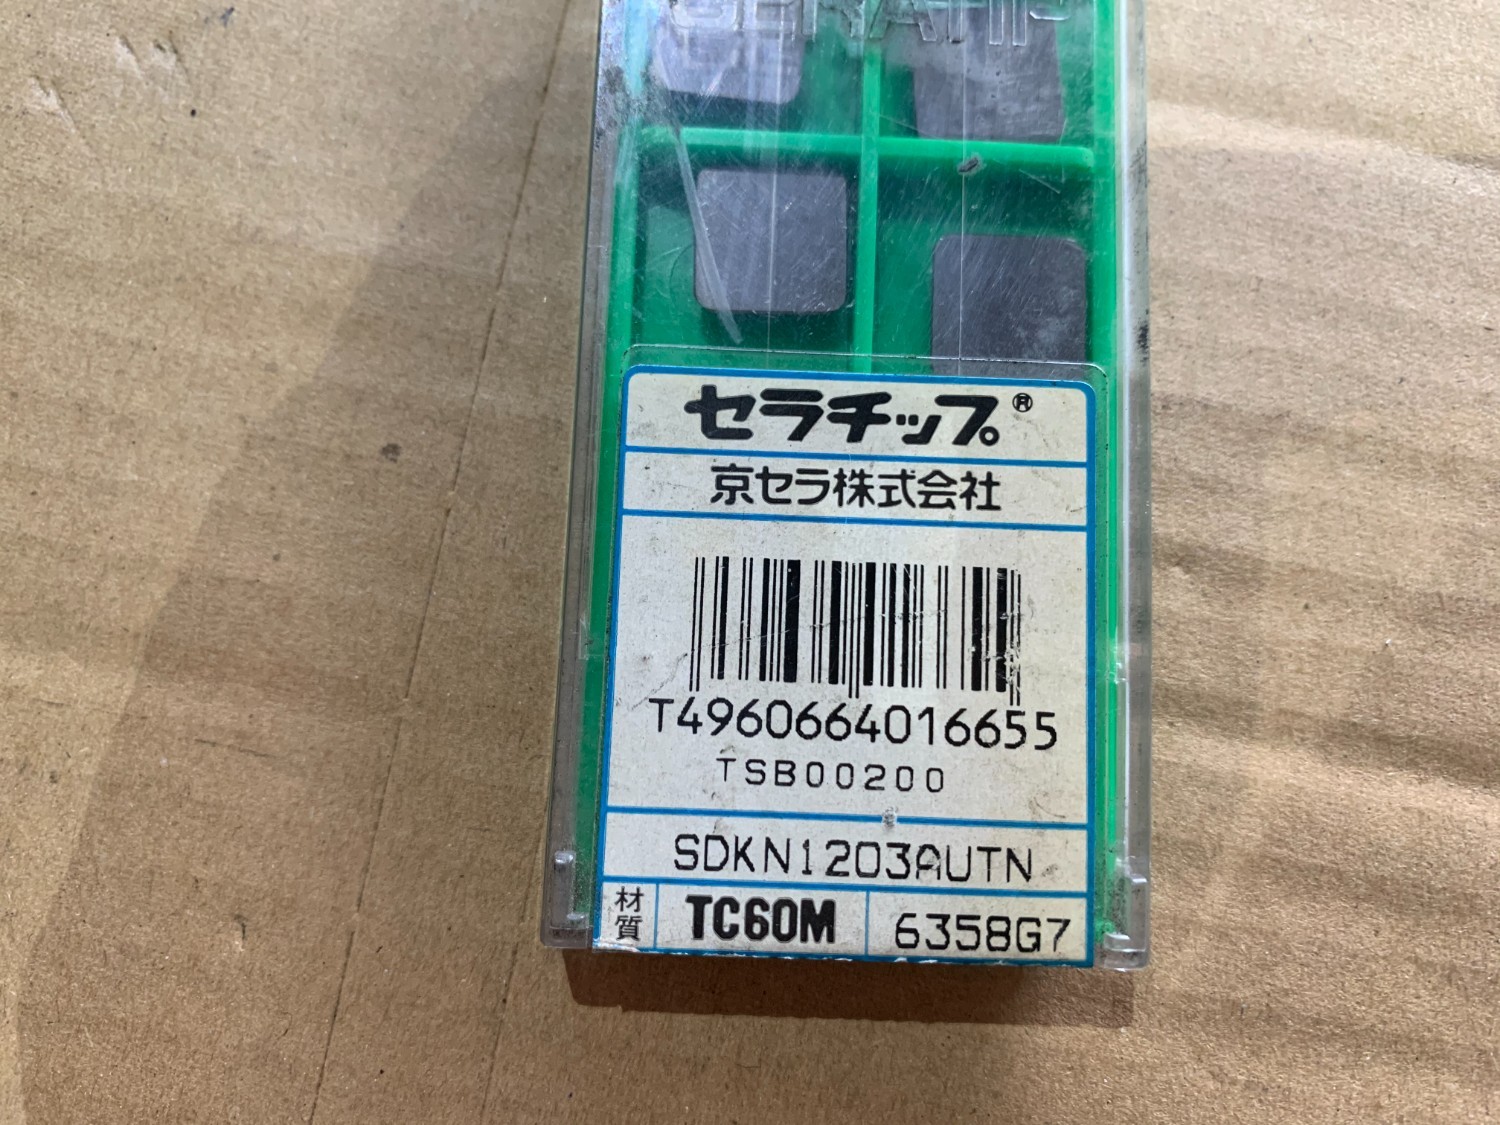 CERATIP
セラチップ®
京セラ株式会社
T4960664016655
TSB00200
SDKN1203AUTN
材質 TC60M 6358G7